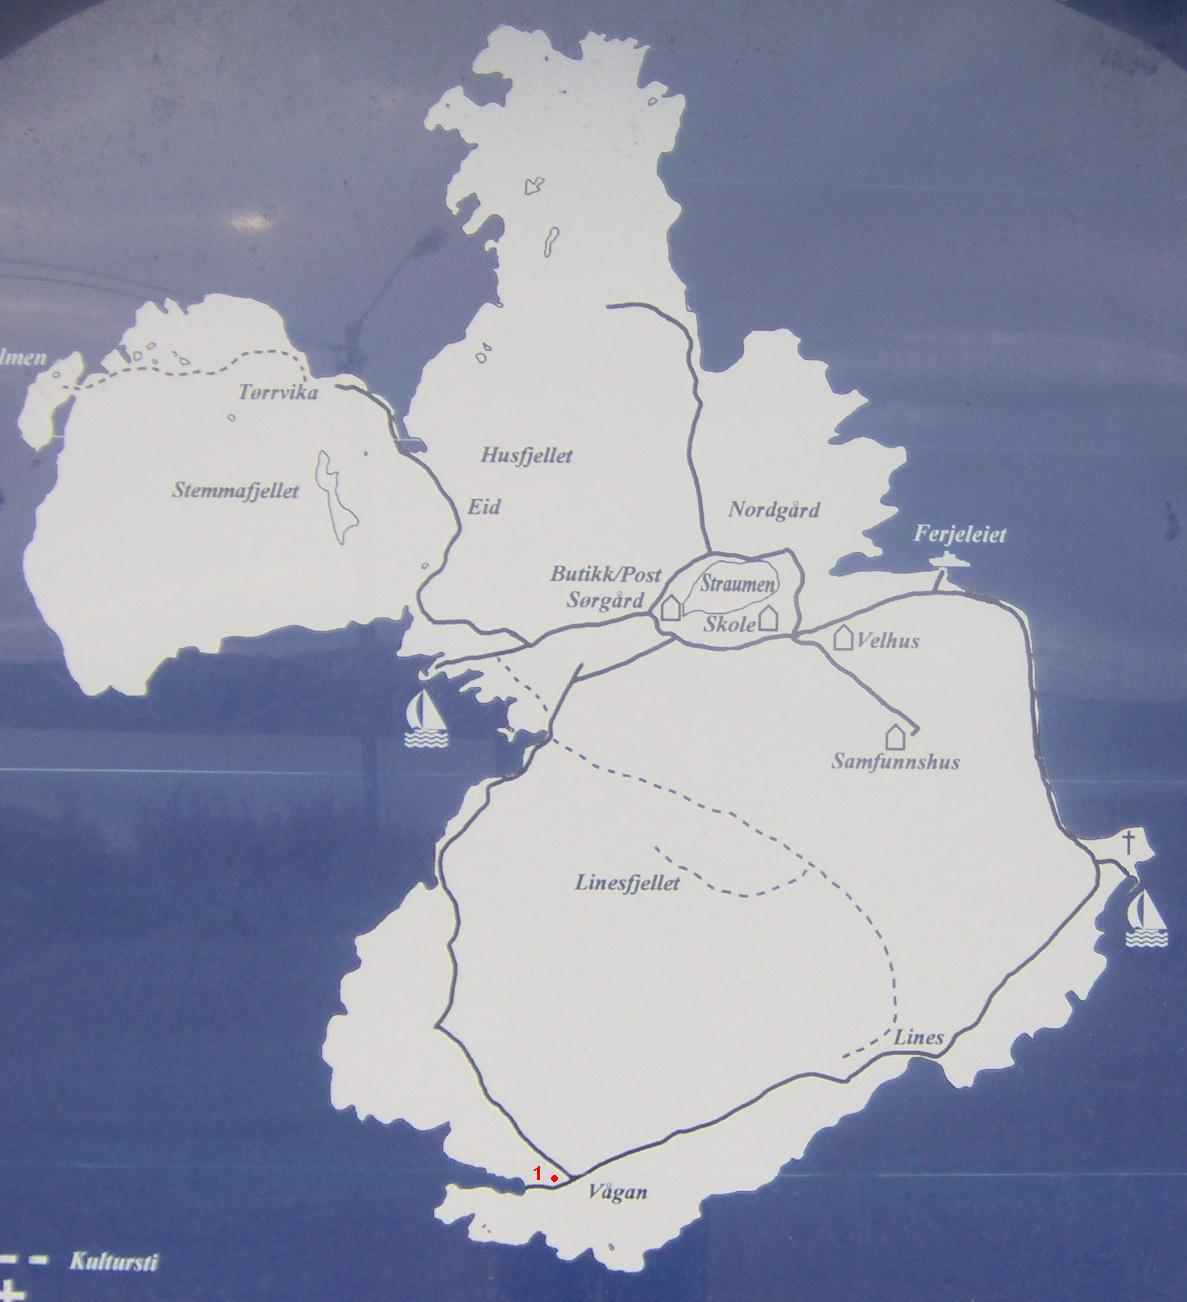 lmen
Tørrvika
Husfjellet
Stemmafjellet
Eid
Nordgård
Ferjeleiet
Butikk/Post
Sørgård
Straumen
Skole
Velhus
Samfunnshus
Linesfjellet
Lines
1
Vågan
Kultursti